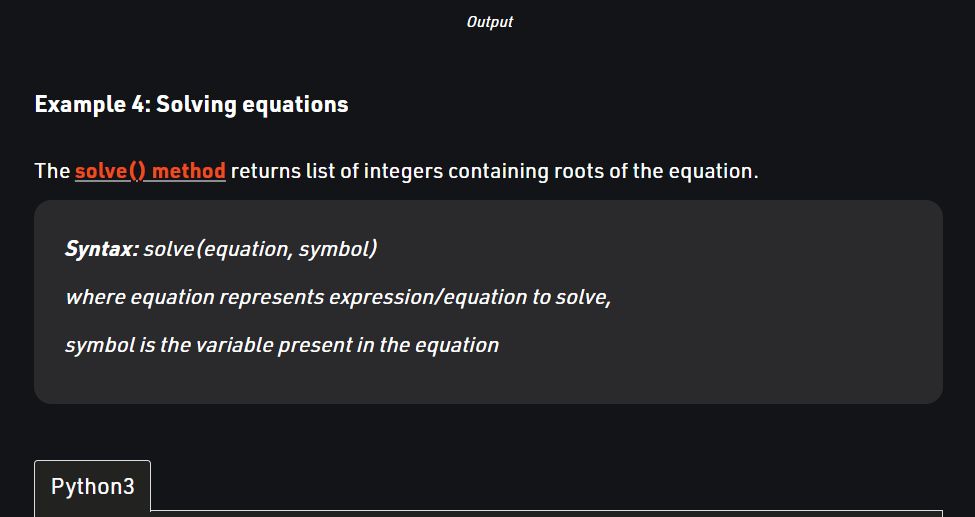 Output
Example 4: Solving equations
The solve() method returns list of integers containing roots of the equation.
Syntax: solve(equation, symbol)
where equation represents expression/equation to solve,
symbol is the variable present in the equation
Python3